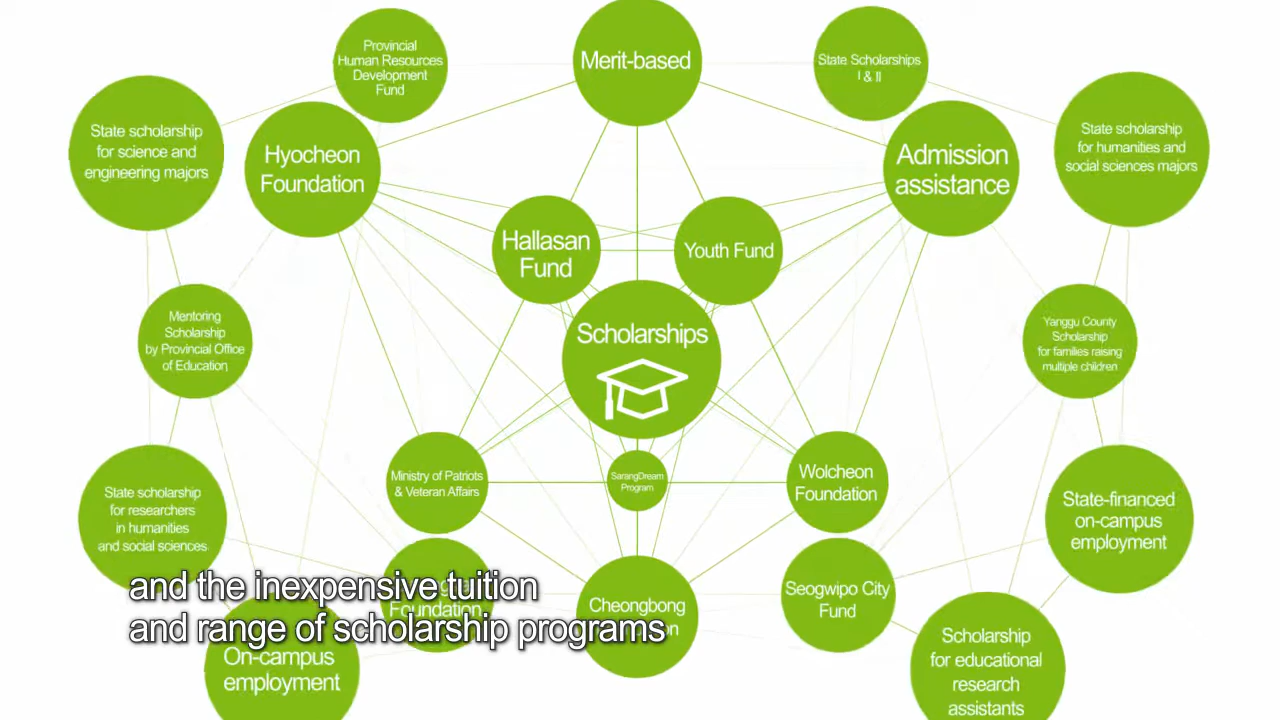 Provincial
Human Resources
Development
Fund
Merit-based
State Scholarships
I & II
State scholarship
for science and
engineering majors
Hyocheon
Foundation
Admission
assistance
State scholarship
for humanities and
social sciences majors
Hallasan
Fund
Youth Fund
Mentoring
Scholarship
by Provincial Office
of Education
Scholarships
Yanggu County
Scholarship
for families raising
multiple children
Ministry of Patriots
& Veteran Affairs
SarangDream
Program
Wolcheon
Foundation
State scholarship
for researchers
in humanities
and social sciences
State-financed
on-campus
employment
Foundation
Cheongbong
Seogwipo City
Fund
and the inexpensive tuition
and range of scholarship programs
On-campus
employment
Scholarship
for educational
research
assistants